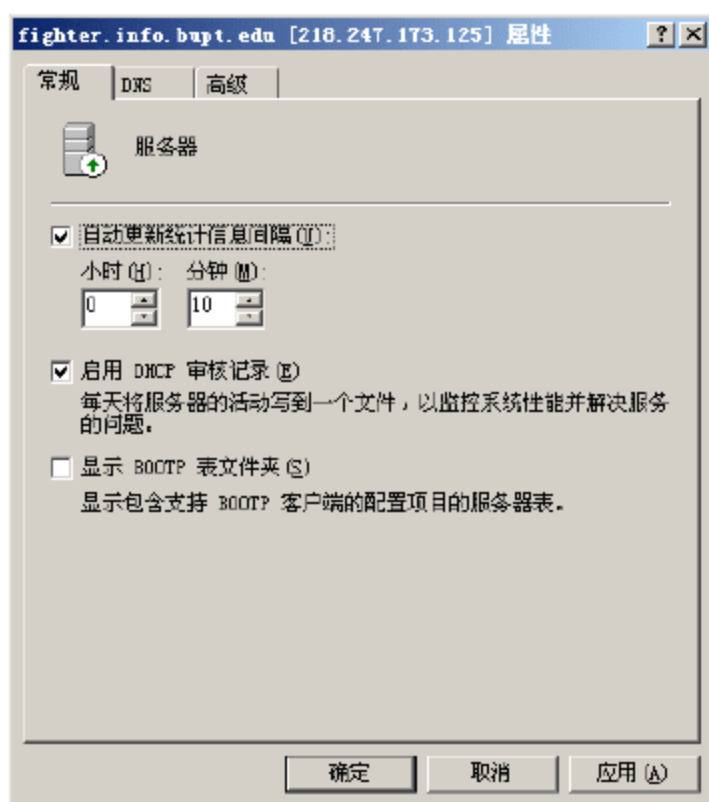 fighter.info.bupt.edu [218.247.173.125] 属性
常规 DNS 高级
服务器
自动更新统计信息间隔(U):
小时(H): 分钟(M):
0 10
启用 DHCP 审核记录(E)
每天将服务器的活动写到一个文件，以监控系统性能并解决服务
的问题。
显示 BOOTP 表文件夹(S)
显示包含支持 BOOTP 客户端的配置项目的服务器表。
确定 取消 应用(A)